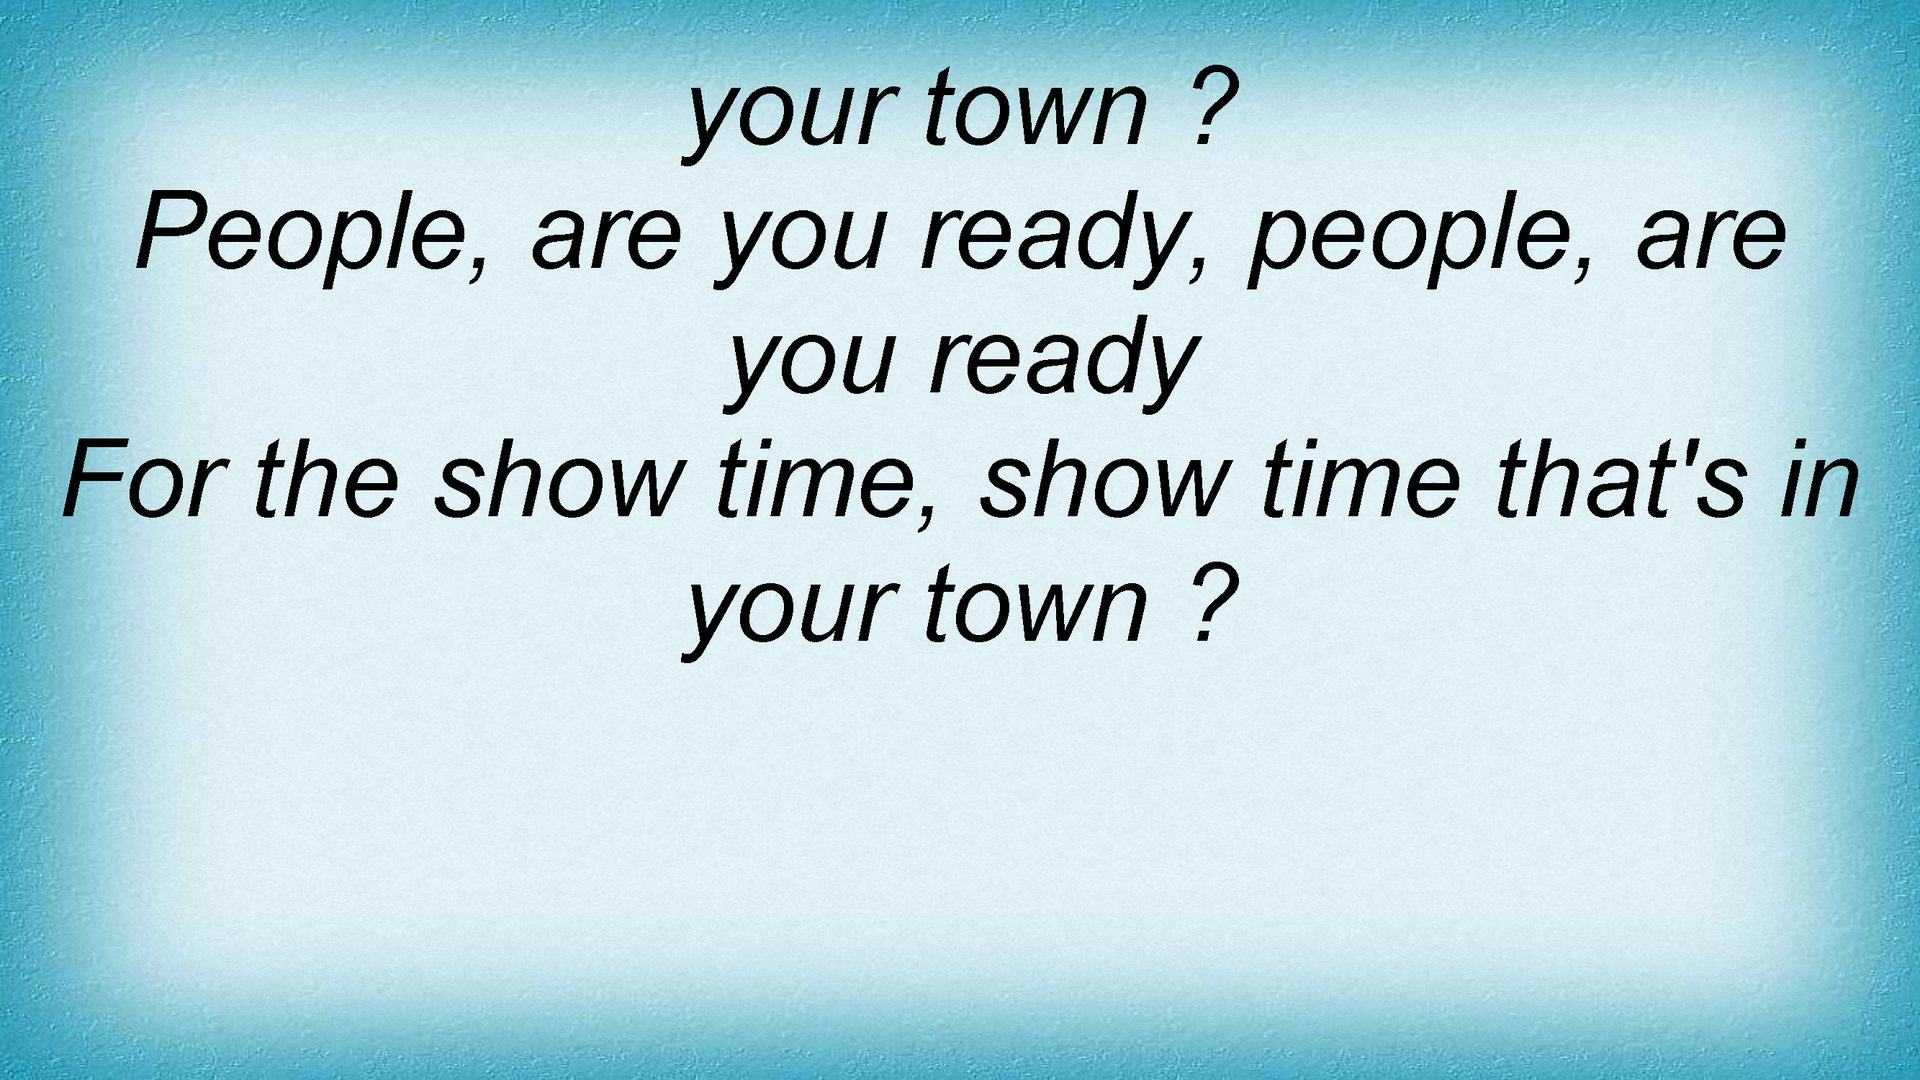 your town ?
People, are you ready, people, are
you ready
For the show time, show time that's in
your town ?